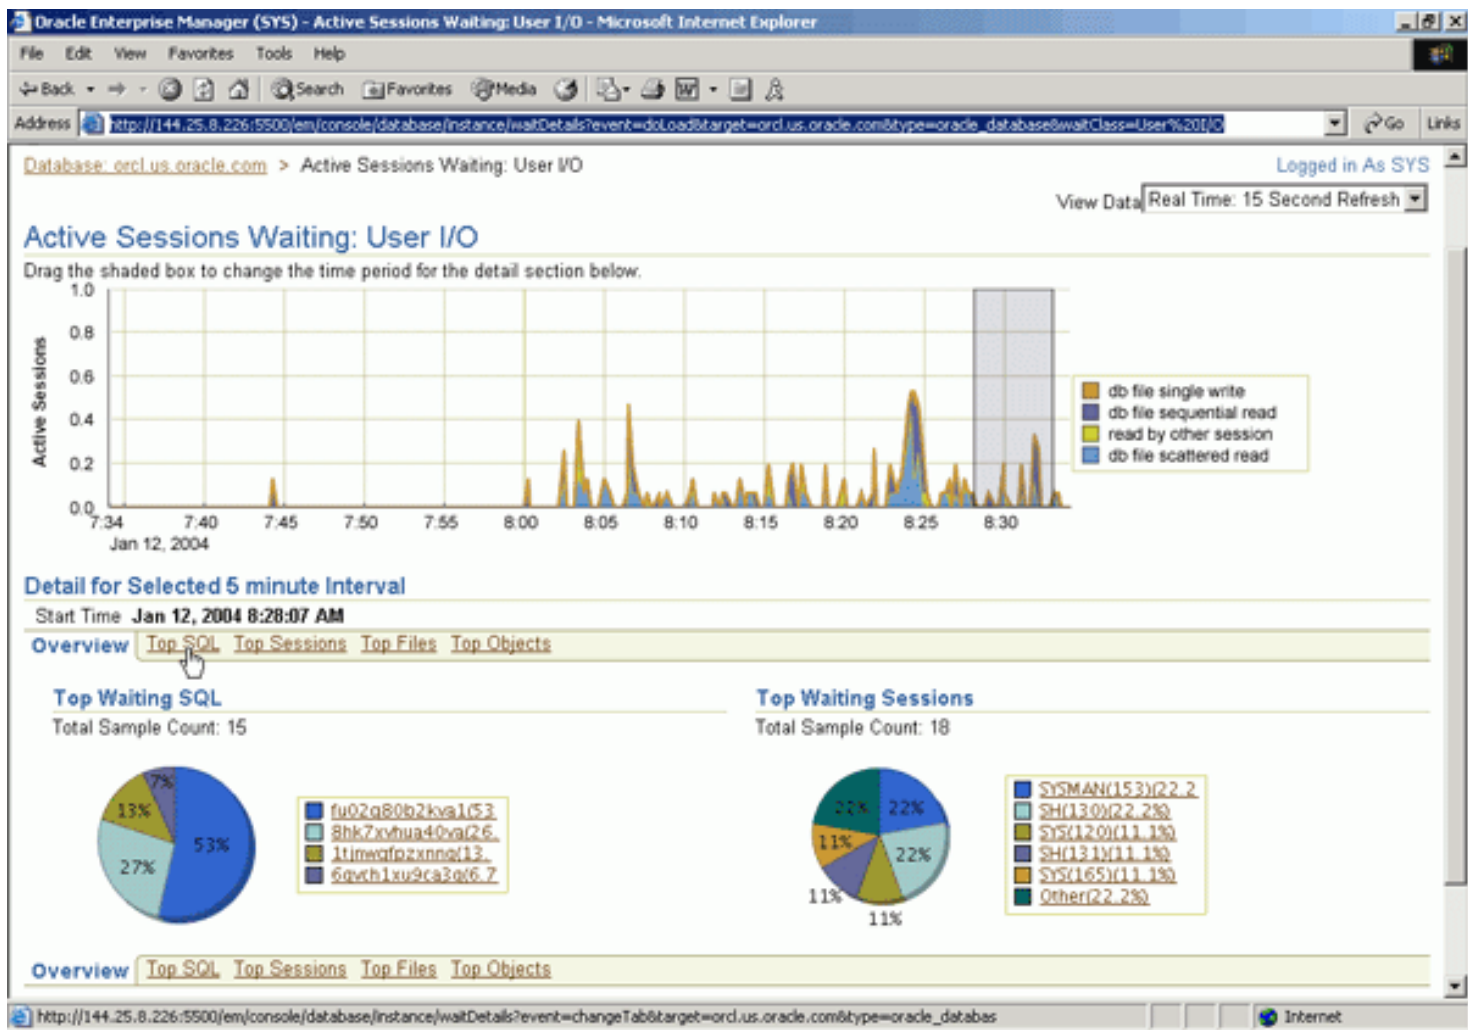 Oracle Enterprise Manager (SYS) - Active Sessions Waiting: User I/O - Microsoft Internet Explorer
File Edit View Favorites Tools Help
Back Search Favorites Media
Address http://144.25.8.226:5500/em/console/database/instance/waitDetails?event=doLoad&target=orcl.us.oracle.com&type=oracle_database&waitClass=User%20I/O Go Links
Database: orcl.us.oracle.com > Active Sessions Waiting: User I/O Logged in As SYS
View Data Real Time: 15 Second Refresh
Active Sessions Waiting: User I/O
Drag the shaded box to change the time period for the detail section below.
Active Sessions
1.0
0.8
0.6
0.4
0.2
0.0
7:34 7:40 7:45 7:50 7:55 8:00 8:05 8:10 8:15 8:20 8:25 8:30
Jan 12, 2004
db file single write
db file sequential read
read by other session
db file scattered read
Detail for Selected 5 minute Interval
Start Time Jan 12, 2004 8:28:07 AM
Overview Top SQL Top Sessions Top Files Top Objects
Top Waiting SQL
Total Sample Count: 15
7%
13%
53%
27%
8hk7xvhua40va(26.
Top Waiting Sessions
Total Sample Count: 18
22% 22%
11%
22%
11%
11%
SYSMAN(153)(22.2
SH(130)(22.2%)
SYS(120)(11.1%)
SH(131)(11.1%)
SYS(165)(11.1%)
Other(22.2%)
Overview Top SQL Top Sessions Top Files Top Objects
http://144.25.8.226:5500/em/console/database/instance/waitDetails?event=changeTab&target=orcl.us.oracle.com&type=oracle_databas Internet